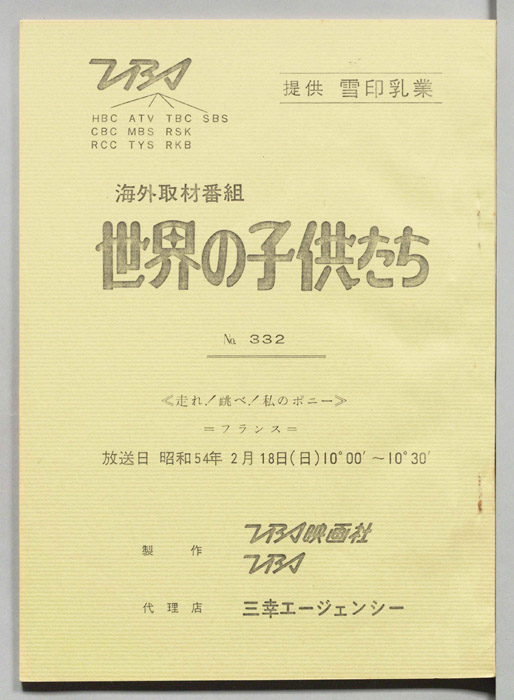 TBS
提供 雪印乳業
HBC ATV TBC SBS
CBC MBS RSK
RCC TYS RKB
海外取材番組
世界の子供たち
No. 332
≪走れ!跳べ!私のポニー≫
=フランス=
放送日 昭和54年 2月18日(日)10°00′~10°30′
製作 TBS映画社
TBS
代理店 三幸エージェンシー